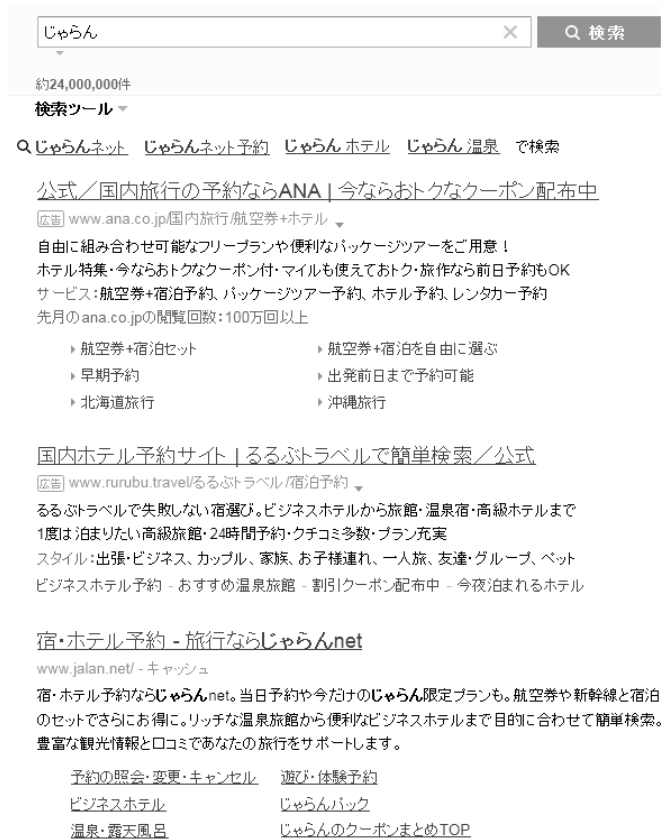 じゃらん
検索
約24,000,000件
検索ツール
じゃらんネット じゃらんネット予約 じゃらん ホテル じゃらん 温泉 で検索
公式／国内旅行の予約ならANA | 今ならおトクなクーポン配布中
広告 www.ana.co.jp/国内旅行/航空券+ホテル
自由に組み合わせ可能なフリープランや便利なパッケージツアーをご用意！
ホテル特集・今ならおトクなクーポン付・マイルも使えておトク・旅作なら前日予約もOK
サービス：航空券+宿泊予約、パッケージツアー予約、ホテル予約、レンタカー予約
先月のana.co.jpの閲覧回数：100万回以上
航空券+宿泊セット 航空券+宿泊を自由に選ぶ
早期予約 出発前日まで予約可能
北海道旅行 沖縄旅行
国内ホテル予約サイト | るるぶトラベルで簡単検索／公式
広告 www.rurubu.travel/るるぶトラベル/宿泊予約
るるぶトラベルで失敗しない宿選び。ビジネスホテルから旅館・温泉宿・高級ホテルまで
1度は泊まりたい高級旅館・24時間予約・クチコミ多数・プラン充実
スタイル：出張・ビジネス、カップル、家族、お子様連れ、一人旅、友達・グループ、ペット
ビジネスホテル予約 - おすすめ温泉旅館 - 割引クーポン配布中 - 今夜泊まれるホテル
宿・ホテル予約 - 旅行ならじゃらんnet
www.jalan.net/ - キャッシュ
宿・ホテル予約ならじゃらんnet。当日予約や今だけのじゃらん限定プランも。航空券や新幹線と宿泊
のセットでさらにお得に。リッチな温泉旅館から便利なビジネスホテルまで目的に合わせて簡単検索。
豊富な観光情報と口コミであなたの旅行をサポートします。
予約の照会・変更・キャンセル 遊び・体験予約
ビジネスホテル じゃらんパック
温泉・露天風呂 じゃらんのクーポンまとめTOP